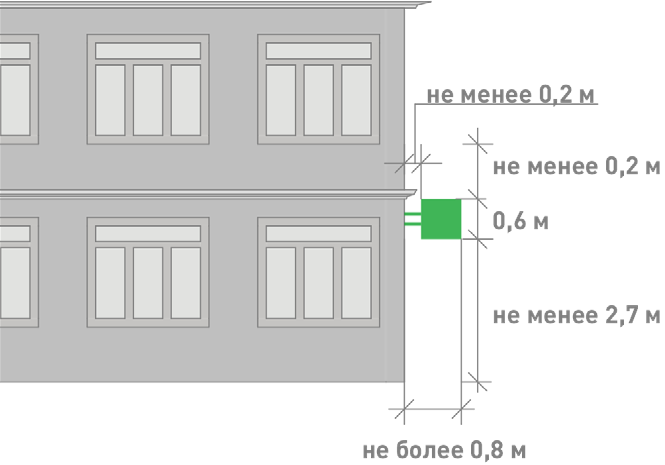 не менее 0,2 м
не менее 0,2 м
0,6 м
не менее 2,7 м
не более 0,8 м